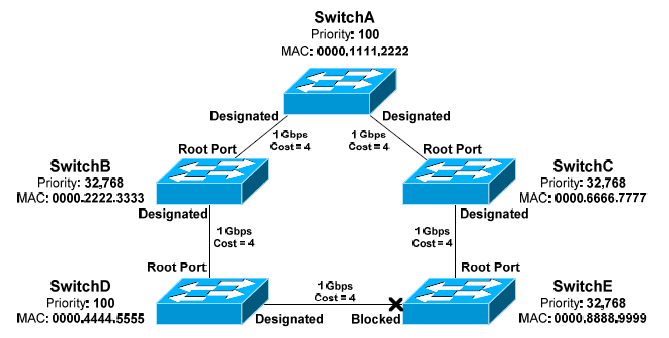 SwitchA
Priority: 100
MAC: 0000.1111.2222
Designated
Designated
1 Gbps
Cost = 4
1 Gbps
Cost = 4
Root Port
Root Port
SwitchB
Priority: 32,768
MAC: 0000.2222.3333
SwitchC
Priority: 32,768
MAC: 0000.6666.7777
Designated
Designated
1 Gbps
Cost = 4
1 Gbps
Cost = 4
Root Port
Root Port
SwitchD
Priority: 100
MAC: 0000.4444.5555
1 Gbps
Cost = 4
SwitchE
Priority: 32,768
MAC: 0000.8888.9999
Designated
Blocked